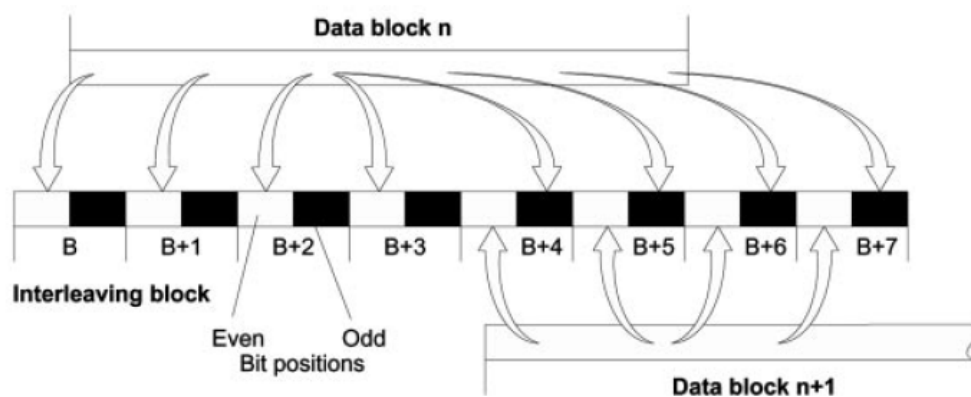 Data block n
B B+1 B+2 B+3 B+4 B+5 B+6 B+7
Interleaving block
Even Odd
Bit positions
Data block n+1